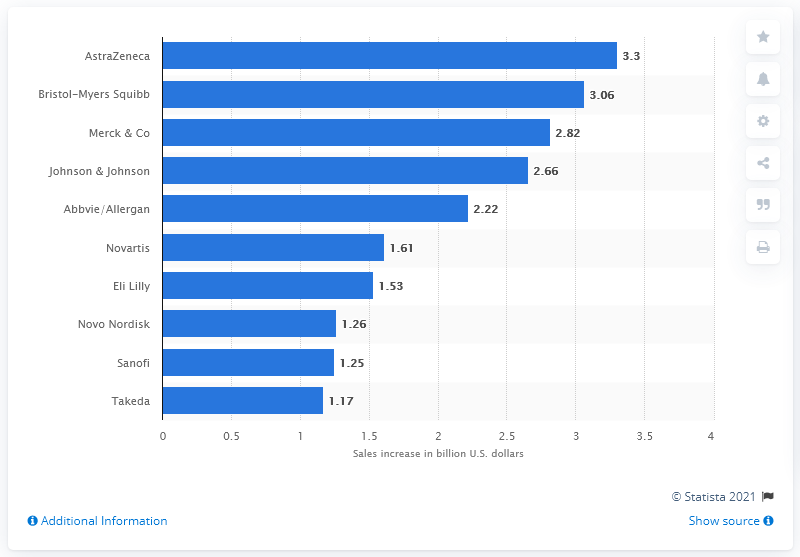 AstraZeneca 3.3
Bristol-Myers Squibb 3.06
Merck & Co 2.82
Johnson & Johnson 2.66
Abbvie/Allergan 2.22
Novartis 1.61
Eli Lilly 1.53
Novo Nordisk 1.26
Sanofi 1.25
Takeda 1.17
0 0.5 1 1.5 2 2.5 3 3.5 4
Sales increase in billion U.S. dollars
© Statista 2021
Additional Information Show source